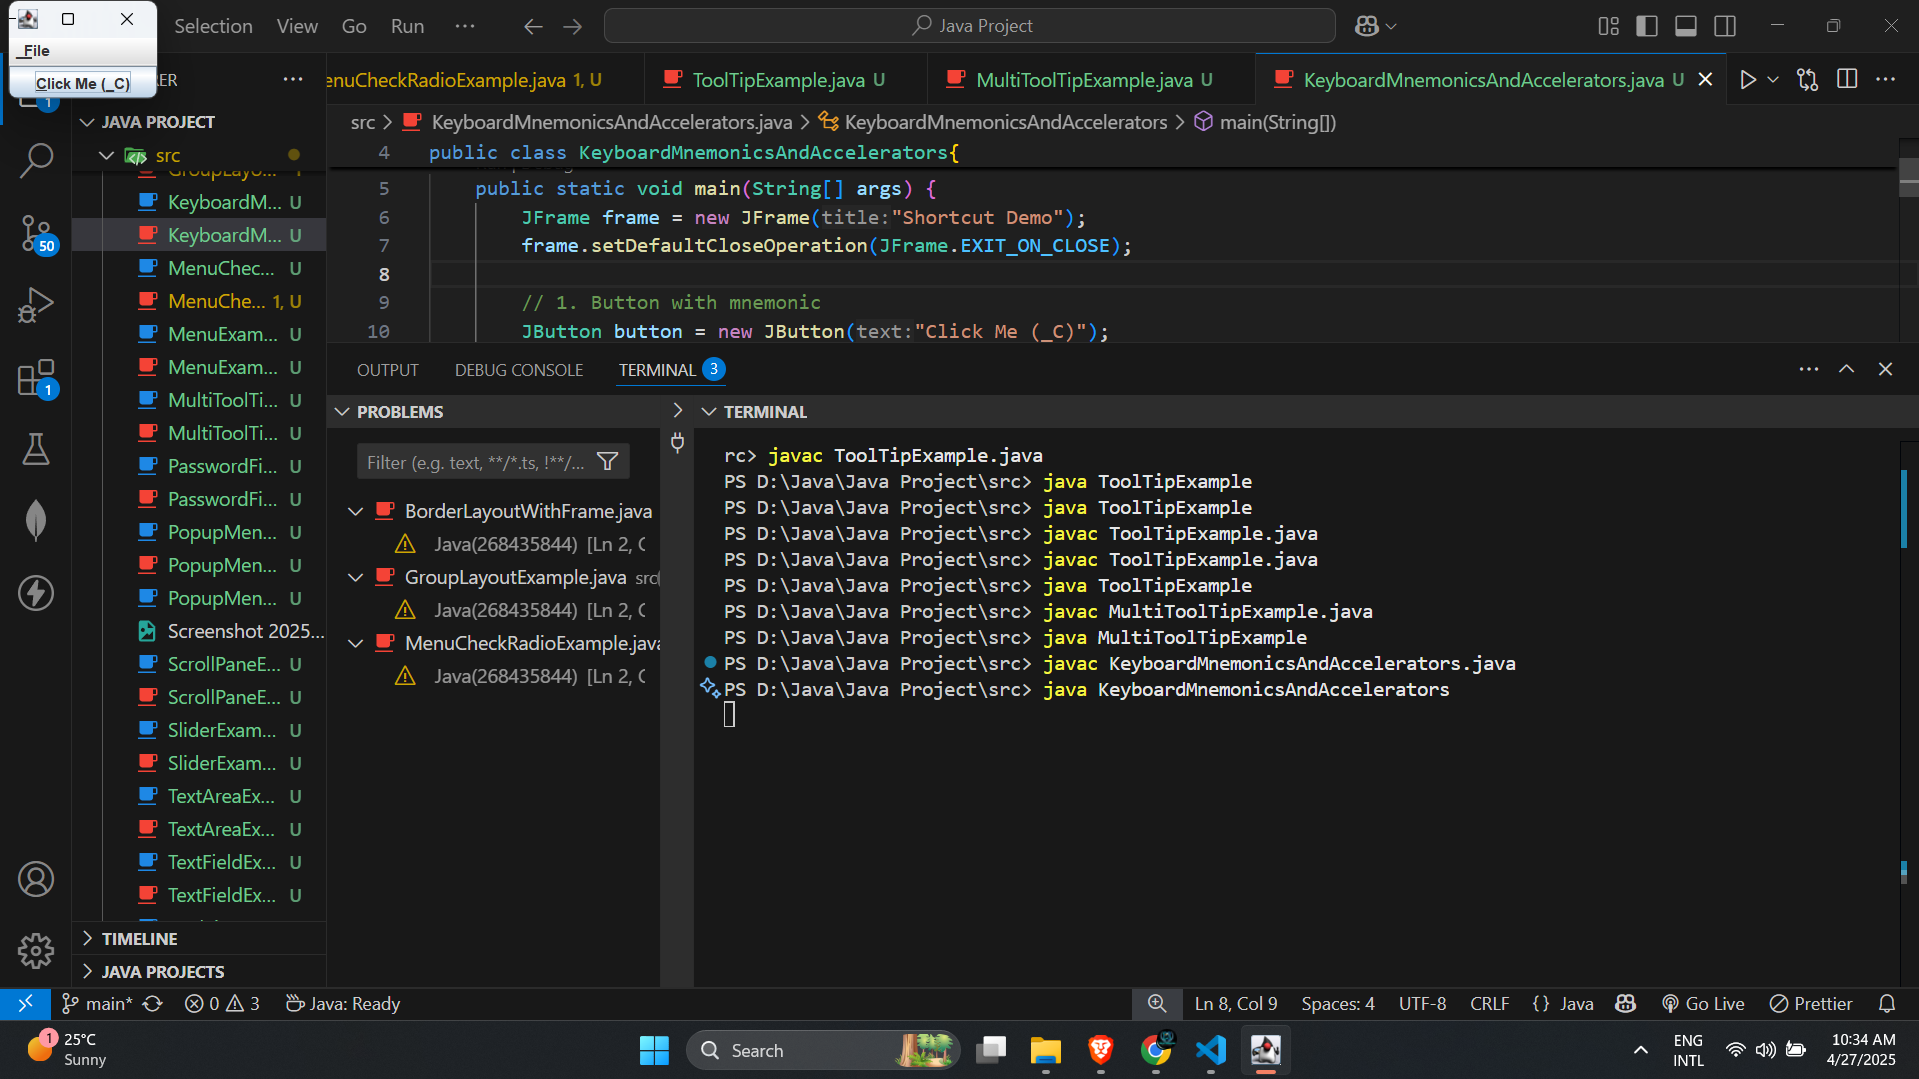 Selection View Go Run ··· Java Project
_File
Click Me (_C)
RER ···
JAVA PROJECT
src
GroupLayo... 1
KeyboardM... U
KeyboardM... U
MenuChec... U
MenuChe... 1, U
MenuExam... U
MenuExam... U
MultiToolTi... U
MultiToolTi... U
PasswordFi... U
PasswordFi... U
PopupMen... U
PopupMen... U
PopupMen... U
Screenshot 2025...
ScrollPaneE... U
ScrollPaneE... U
SliderExam... U
SliderExam... U
TextAreaEx... U
TextAreaEx... U
TextFieldEx... U
TextFieldEx... U
TIMELINE
JAVA PROJECTS
1
50
1
enuCheckRadioExample.java 1, U ToolTipExample.java U MultiToolTipExample.java U KeyboardMnemonicsAndAccelerators.java U
src > KeyboardMnemonicsAndAccelerators.java > KeyboardMnemonicsAndAccelerators > main(String[])
4 public class KeyboardMnemonicsAndAccelerators{
5 public static void main(String[] args) {
6 JFrame frame = new JFrame(title:"Shortcut Demo");
7 frame.setDefaultCloseOperation(JFrame.EXIT_ON_CLOSE);
8
9 // 1. Button with mnemonic
10 JButton button = new JButton(text:"Click Me (_C)");
OUTPUT DEBUG CONSOLE TERMINAL 3
PROBLEMS
Filter (e.g. text, **/*.ts, !**/...
BorderLayoutWithFrame.java
Java(268435844) [Ln 2, C
GroupLayoutExample.java src(
Java(268435844) [Ln 2, C
MenuCheckRadioExample.java
Java(268435844) [Ln 2, C
TERMINAL
rc> javac ToolTipExample.java
PS D:\Java\Java Project\src> java ToolTipExample
PS D:\Java\Java Project\src> java ToolTipExample
PS D:\Java\Java Project\src> javac ToolTipExample.java
PS D:\Java\Java Project\src> javac ToolTipExample.java
PS D:\Java\Java Project\src> java ToolTipExample
PS D:\Java\Java Project\src> javac MultiToolTipExample.java
PS D:\Java\Java Project\src> java MultiToolTipExample
PS D:\Java\Java Project\src> javac KeyboardMnemonicsAndAccelerators.java
PS D:\Java\Java Project\src> java KeyboardMnemonicsAndAccelerators
main* 0 3 Java: Ready Ln 8, Col 9 Spaces: 4 UTF-8 CRLF {} Java Go Live Prettier
1
25°C
Sunny
Search
ENG
INTL
10:34 AM
4/27/2025